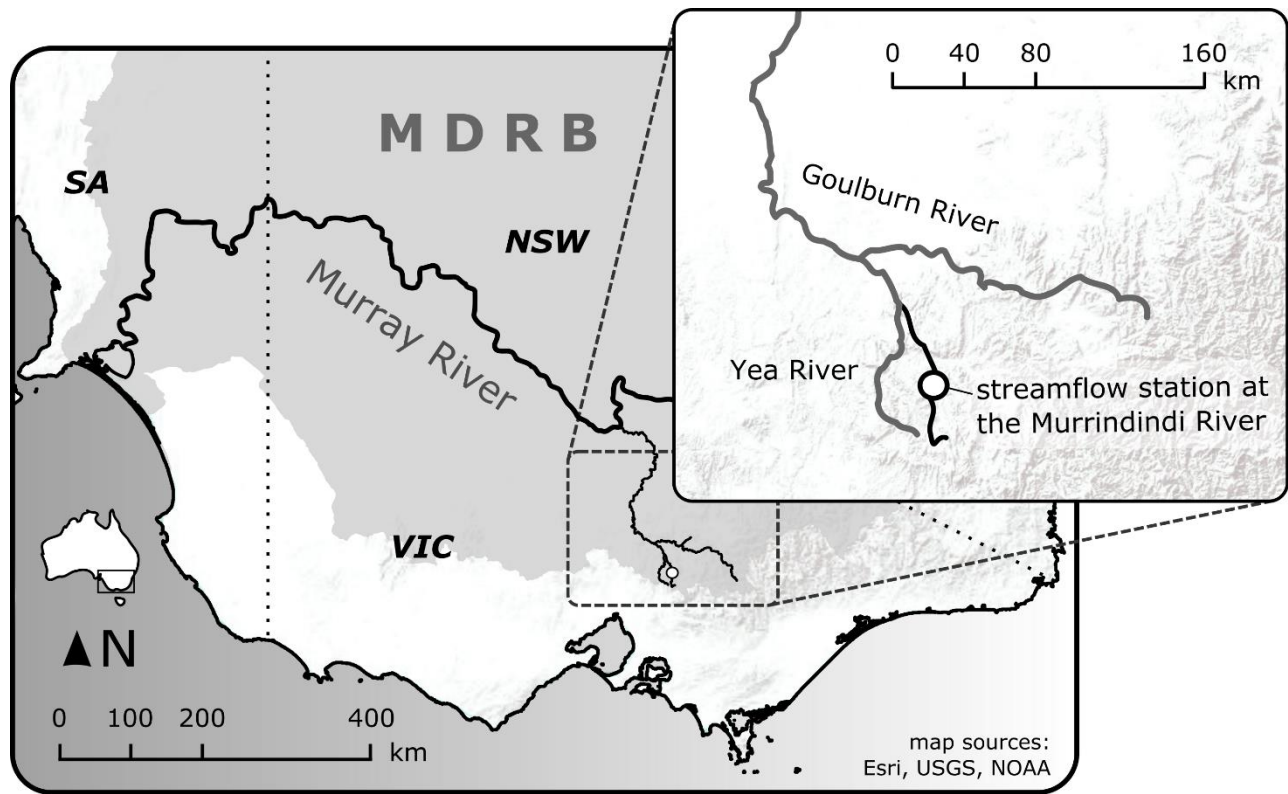 MDRB
SA
NSW
Murray River
VIC
N
0 100 200 400
km
map sources:
Esri, USGS, NOAA
0 40 80 160
km
Goulburn River
Yea River
streamflow station at
the Murrindindi River